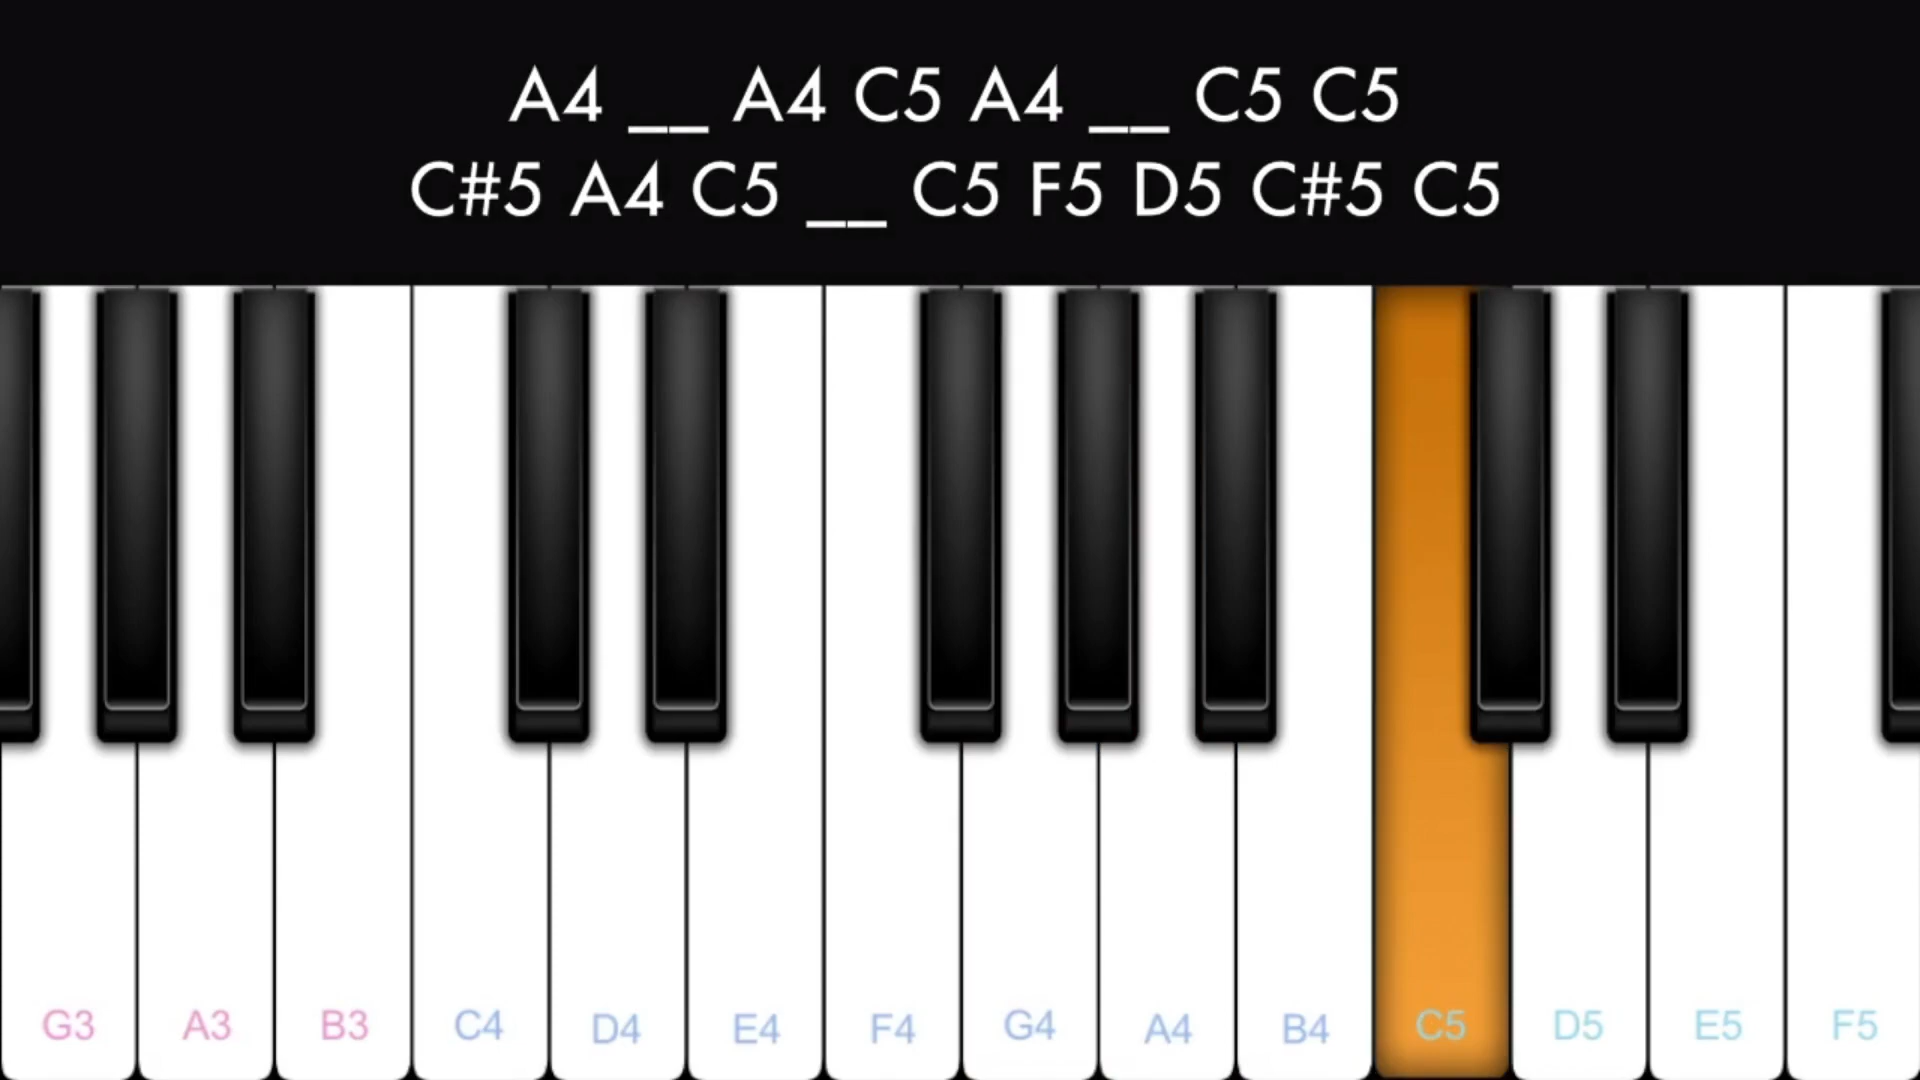 A4 __ A4 C5 A4 __ C5 C5
C#5 A4 C5 __ C5 F5 D5 C#5 C5
G3 A3 B3 C4 D4 E4 F4 G4 A4 B4 C5 D5 E5 F5